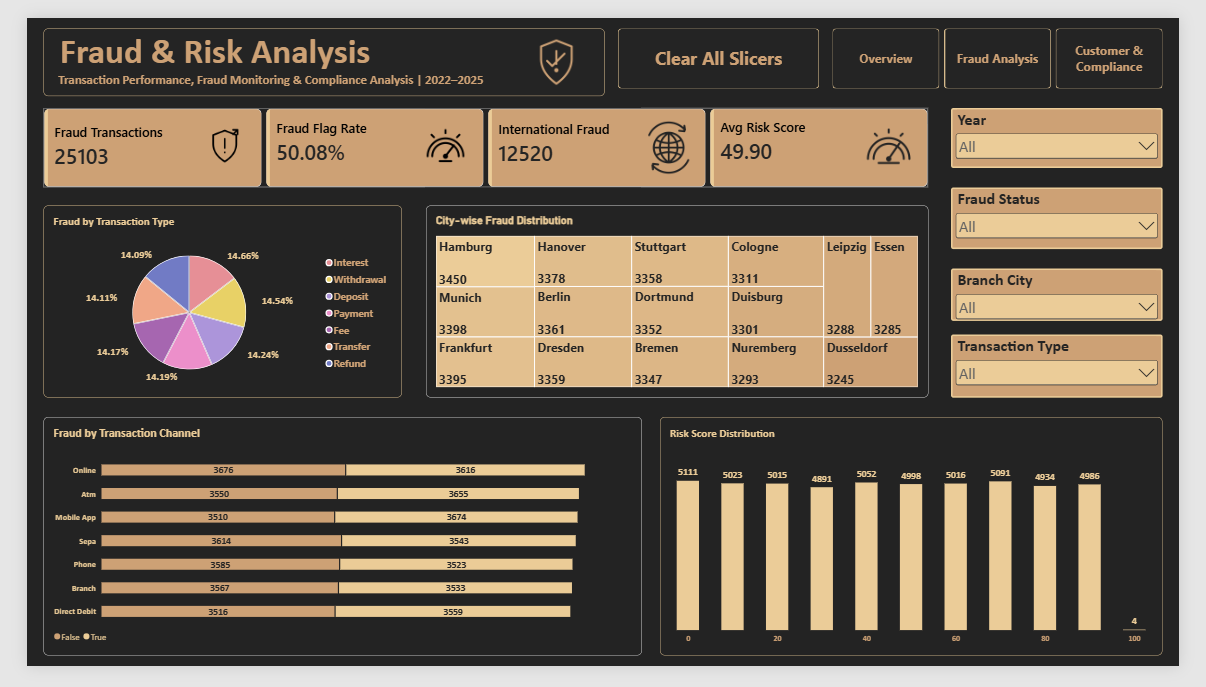 Fraud & Risk Analysis
Transaction Performance, Fraud Monitoring & Compliance Analysis | 2022–2025
Clear All Slicers
Overview
Fraud Analysis
Customer &
Compliance
Fraud Transactions
25103
Fraud Flag Rate
50.08%
International Fraud
12520
Avg Risk Score
49.90
Year
All
Fraud Status
All
Branch City
All
Transaction Type
All
Fraud by Transaction Type
14.09%
14.66%
14.11%
14.54%
14.17%
14.24%
14.19%
Interest
Withdrawal
Deposit
Payment
Fee
Transfer
Refund
City-wise Fraud Distribution
Hamburg
3450
Hanover
3378
Stuttgart
3358
Cologne
3311
Leipzig
3288
Essen
3285
Munich
3398
Berlin
3361
Dortmund
3352
Duisburg
3301
Frankfurt
3395
Dresden
3359
Bremen
3347
Nuremberg
3293
Dusseldorf
3245
Fraud by Transaction Channel
Online 3676 3616
Atm 3550 3655
Mobile App 3510 3674
Sepa 3614 3543
Phone 3585 3523
Branch 3567 3533
Direct Debit 3516 3559
False True
Risk Score Distribution
5111 5023 5015 4891 5052 4998 5016 5091 4934 4986 4
0 20 40 60 80 100